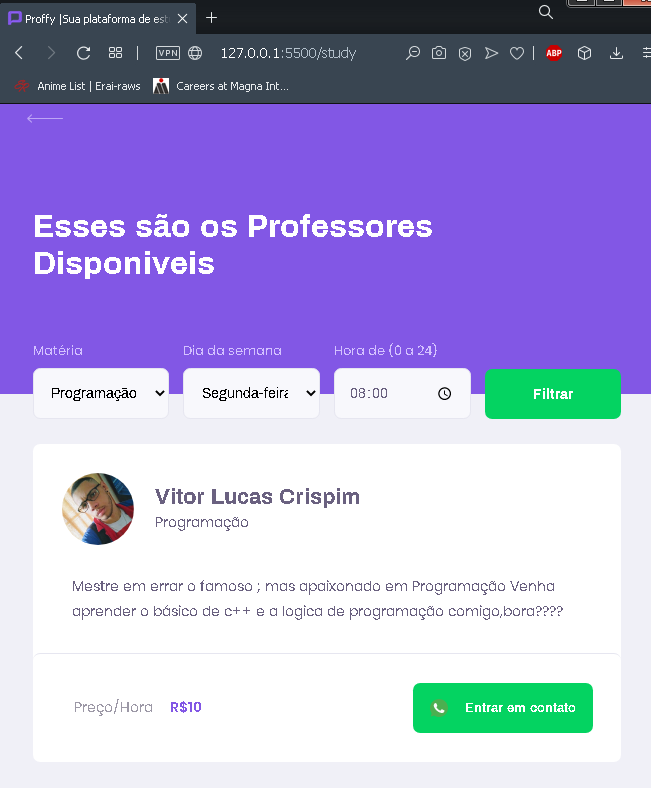 Proffy |Sua plataforma de est
VPN
127.0.0.1:5500/study
ABP
Anime List | Erai-raws
Careers at Magna Int...
Esses são os Professores
Disponiveis
Matéria
Dia da semana
Hora de (0 a 24)
Programação
Segunda-feira
08:00
Filtrar
Vitor Lucas Crispim
Programação
Mestre em errar o famoso ; mas apaixonado em Programação Venha
aprender o básico de c++ e a logica de programação comigo,bora????
Preço/Hora R$10
Entrar em contato